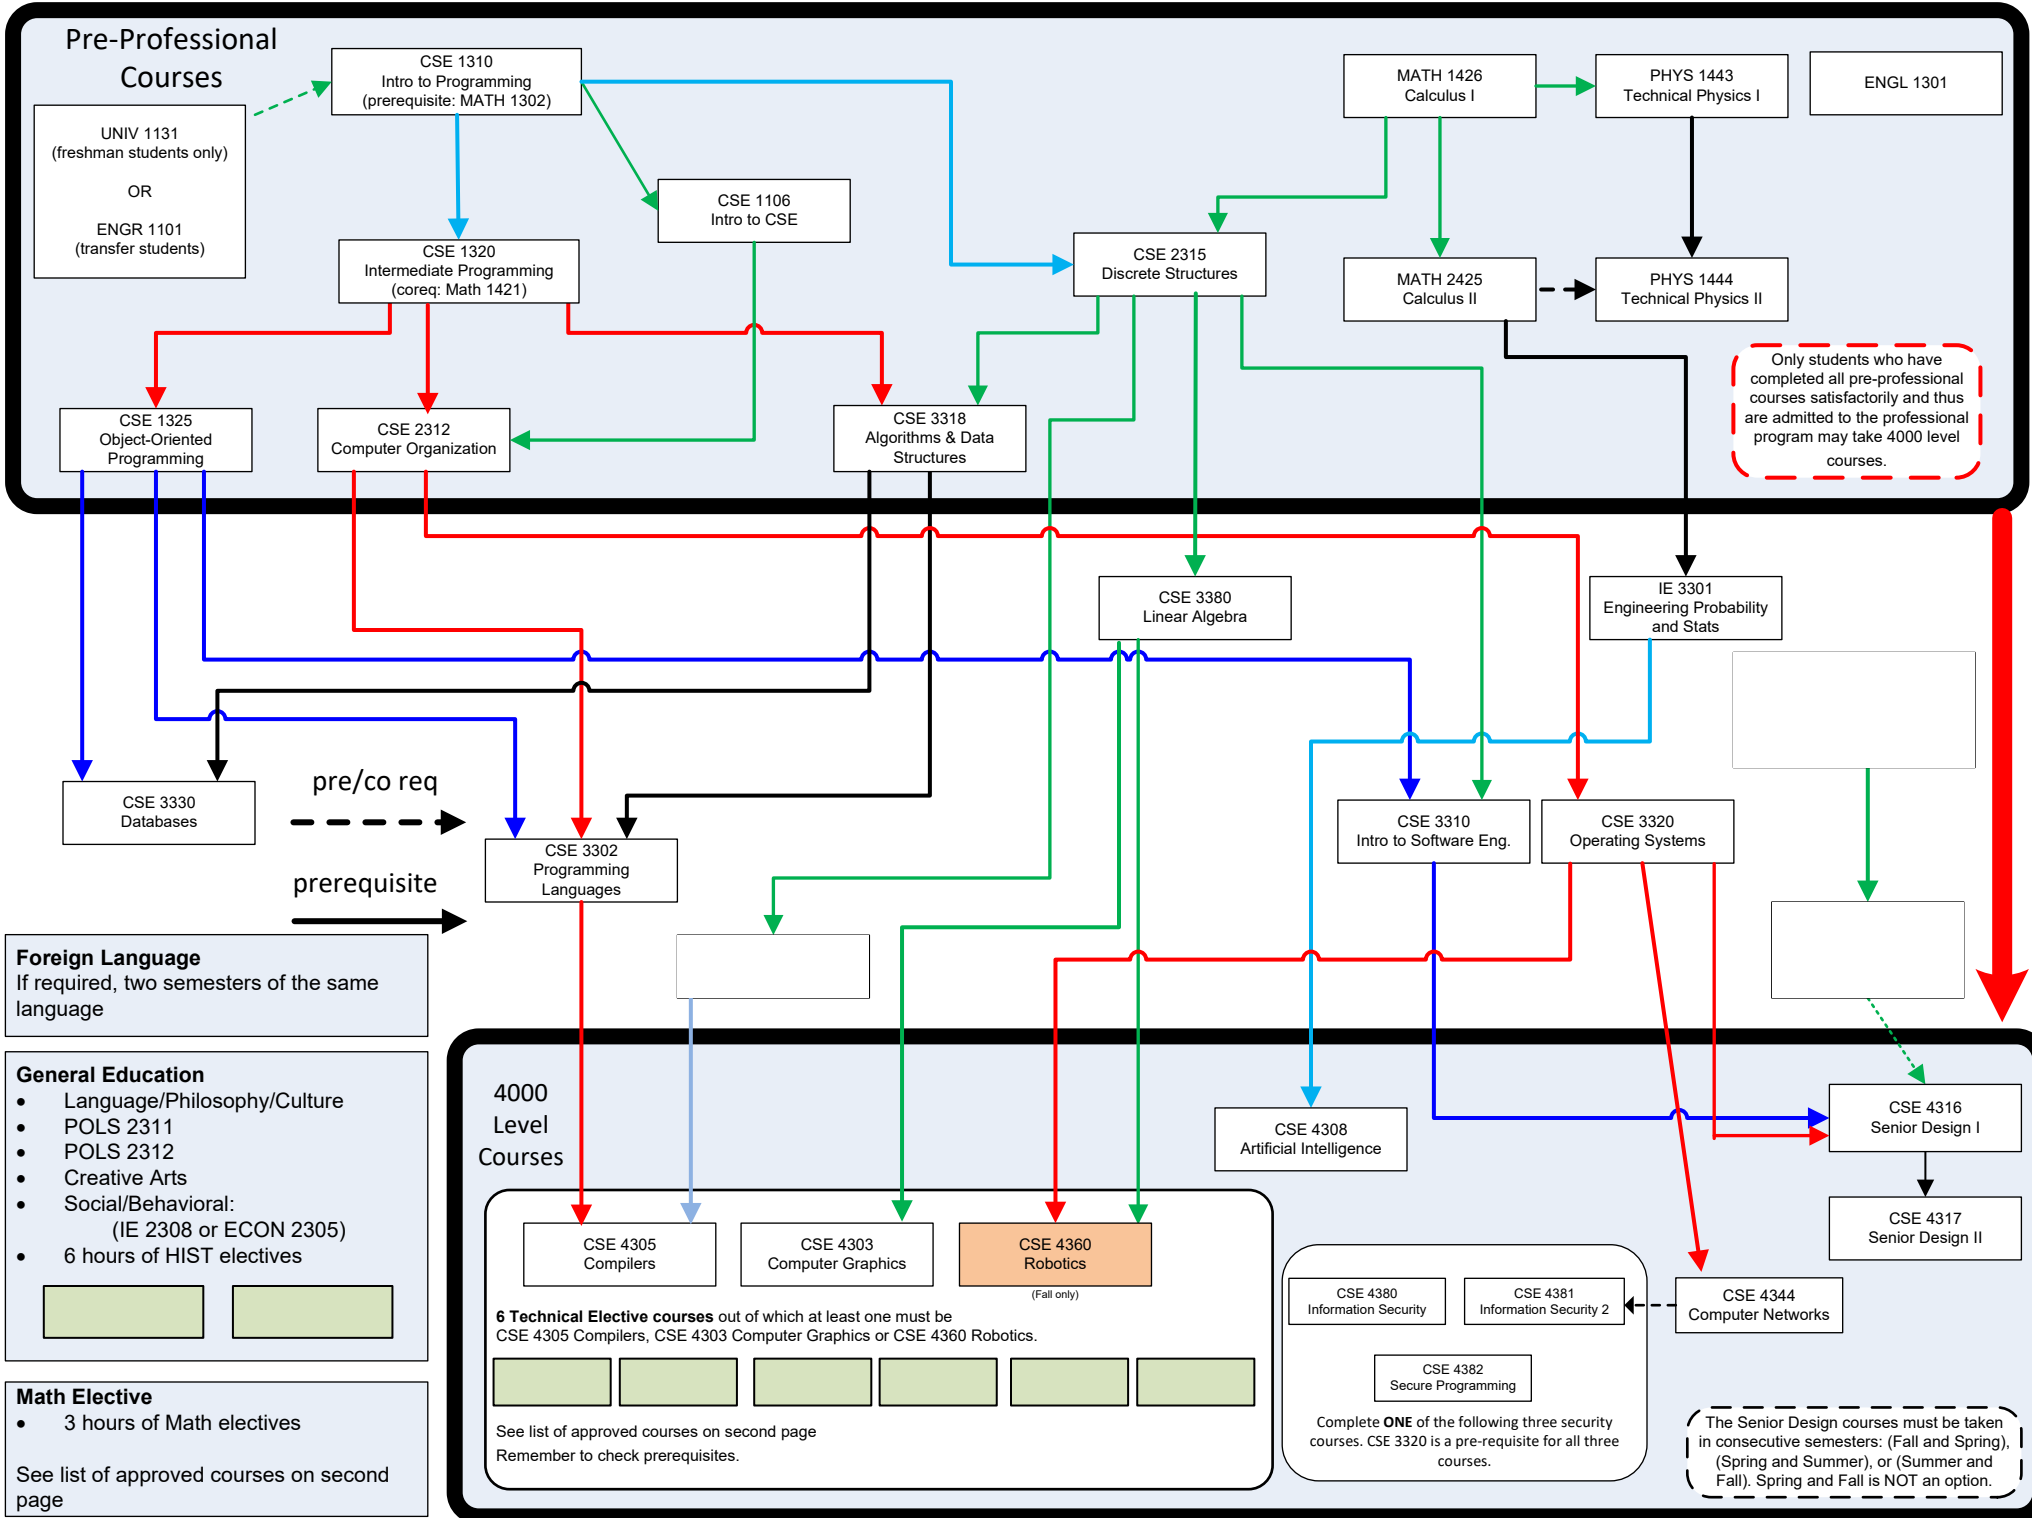 Pre-Professional
Courses
CSE 1310
Intro to Programming
(prerequisite: MATH 1302)
MATH 1426
Calculus I
PHYS 1443
Technical Physics I
ENGL 1301
UNIV 1131
(freshman students only)
OR
ENGR 1101
(transfer students)
CSE 1106
Intro to CSE
CSE 1320
Intermediate Programming
(coreq: Math 1421)
CSE 2315
Discrete Structures
MATH 2425
Calculus II
PHYS 1444
Technical Physics II
Only students who have
completed all pre-professional
courses satisfactorily and thus
are admitted to the professional
program may take 4000 level
courses.
CSE 1325
Object-Oriented
Programming
CSE 2312
Computer Organization
CSE 3318
Algorithms & Data
Structures
CSE 3380
Linear Algebra
IE 3301
Engineering Probability
and Stats
CSE 3330
Databases
pre/co req
prerequisite
CSE 3302
Programming
Languages
CSE 3310
Intro to Software Eng.
CSE 3320
Operating Systems
Foreign Language
If required, two semesters of the same
language
General Education
• Language/Philosophy/Culture
• POLS 2311
• POLS 2312
• Creative Arts
• Social/Behavioral:
(IE 2308 or ECON 2305)
• 6 hours of HIST electives
Math Elective
• 3 hours of Math electives
See list of approved courses on second
page
4000
Level
Courses
CSE 4308
Artificial Intelligence
CSE 4316
Senior Design I
CSE 4317
Senior Design II
CSE 4305
Compilers
CSE 4303
Computer Graphics
CSE 4360
Robotics
(Fall only)
6 Technical Elective courses out of which at least one must be
CSE 4305 Compilers, CSE 4303 Computer Graphics or CSE 4360 Robotics.
See list of approved courses on second page
Remember to check prerequisites.
CSE 4380
Information Security
CSE 4381
Information Security 2
CSE 4344
Computer Networks
CSE 4382
Secure Programming
Complete ONE of the following three security
courses. CSE 3320 is a pre-requisite for all three
courses.
The Senior Design courses must be taken
in consecutive semesters: (Fall and Spring),
(Spring and Summer), or (Summer and
Fall). Spring and Fall is NOT an option.